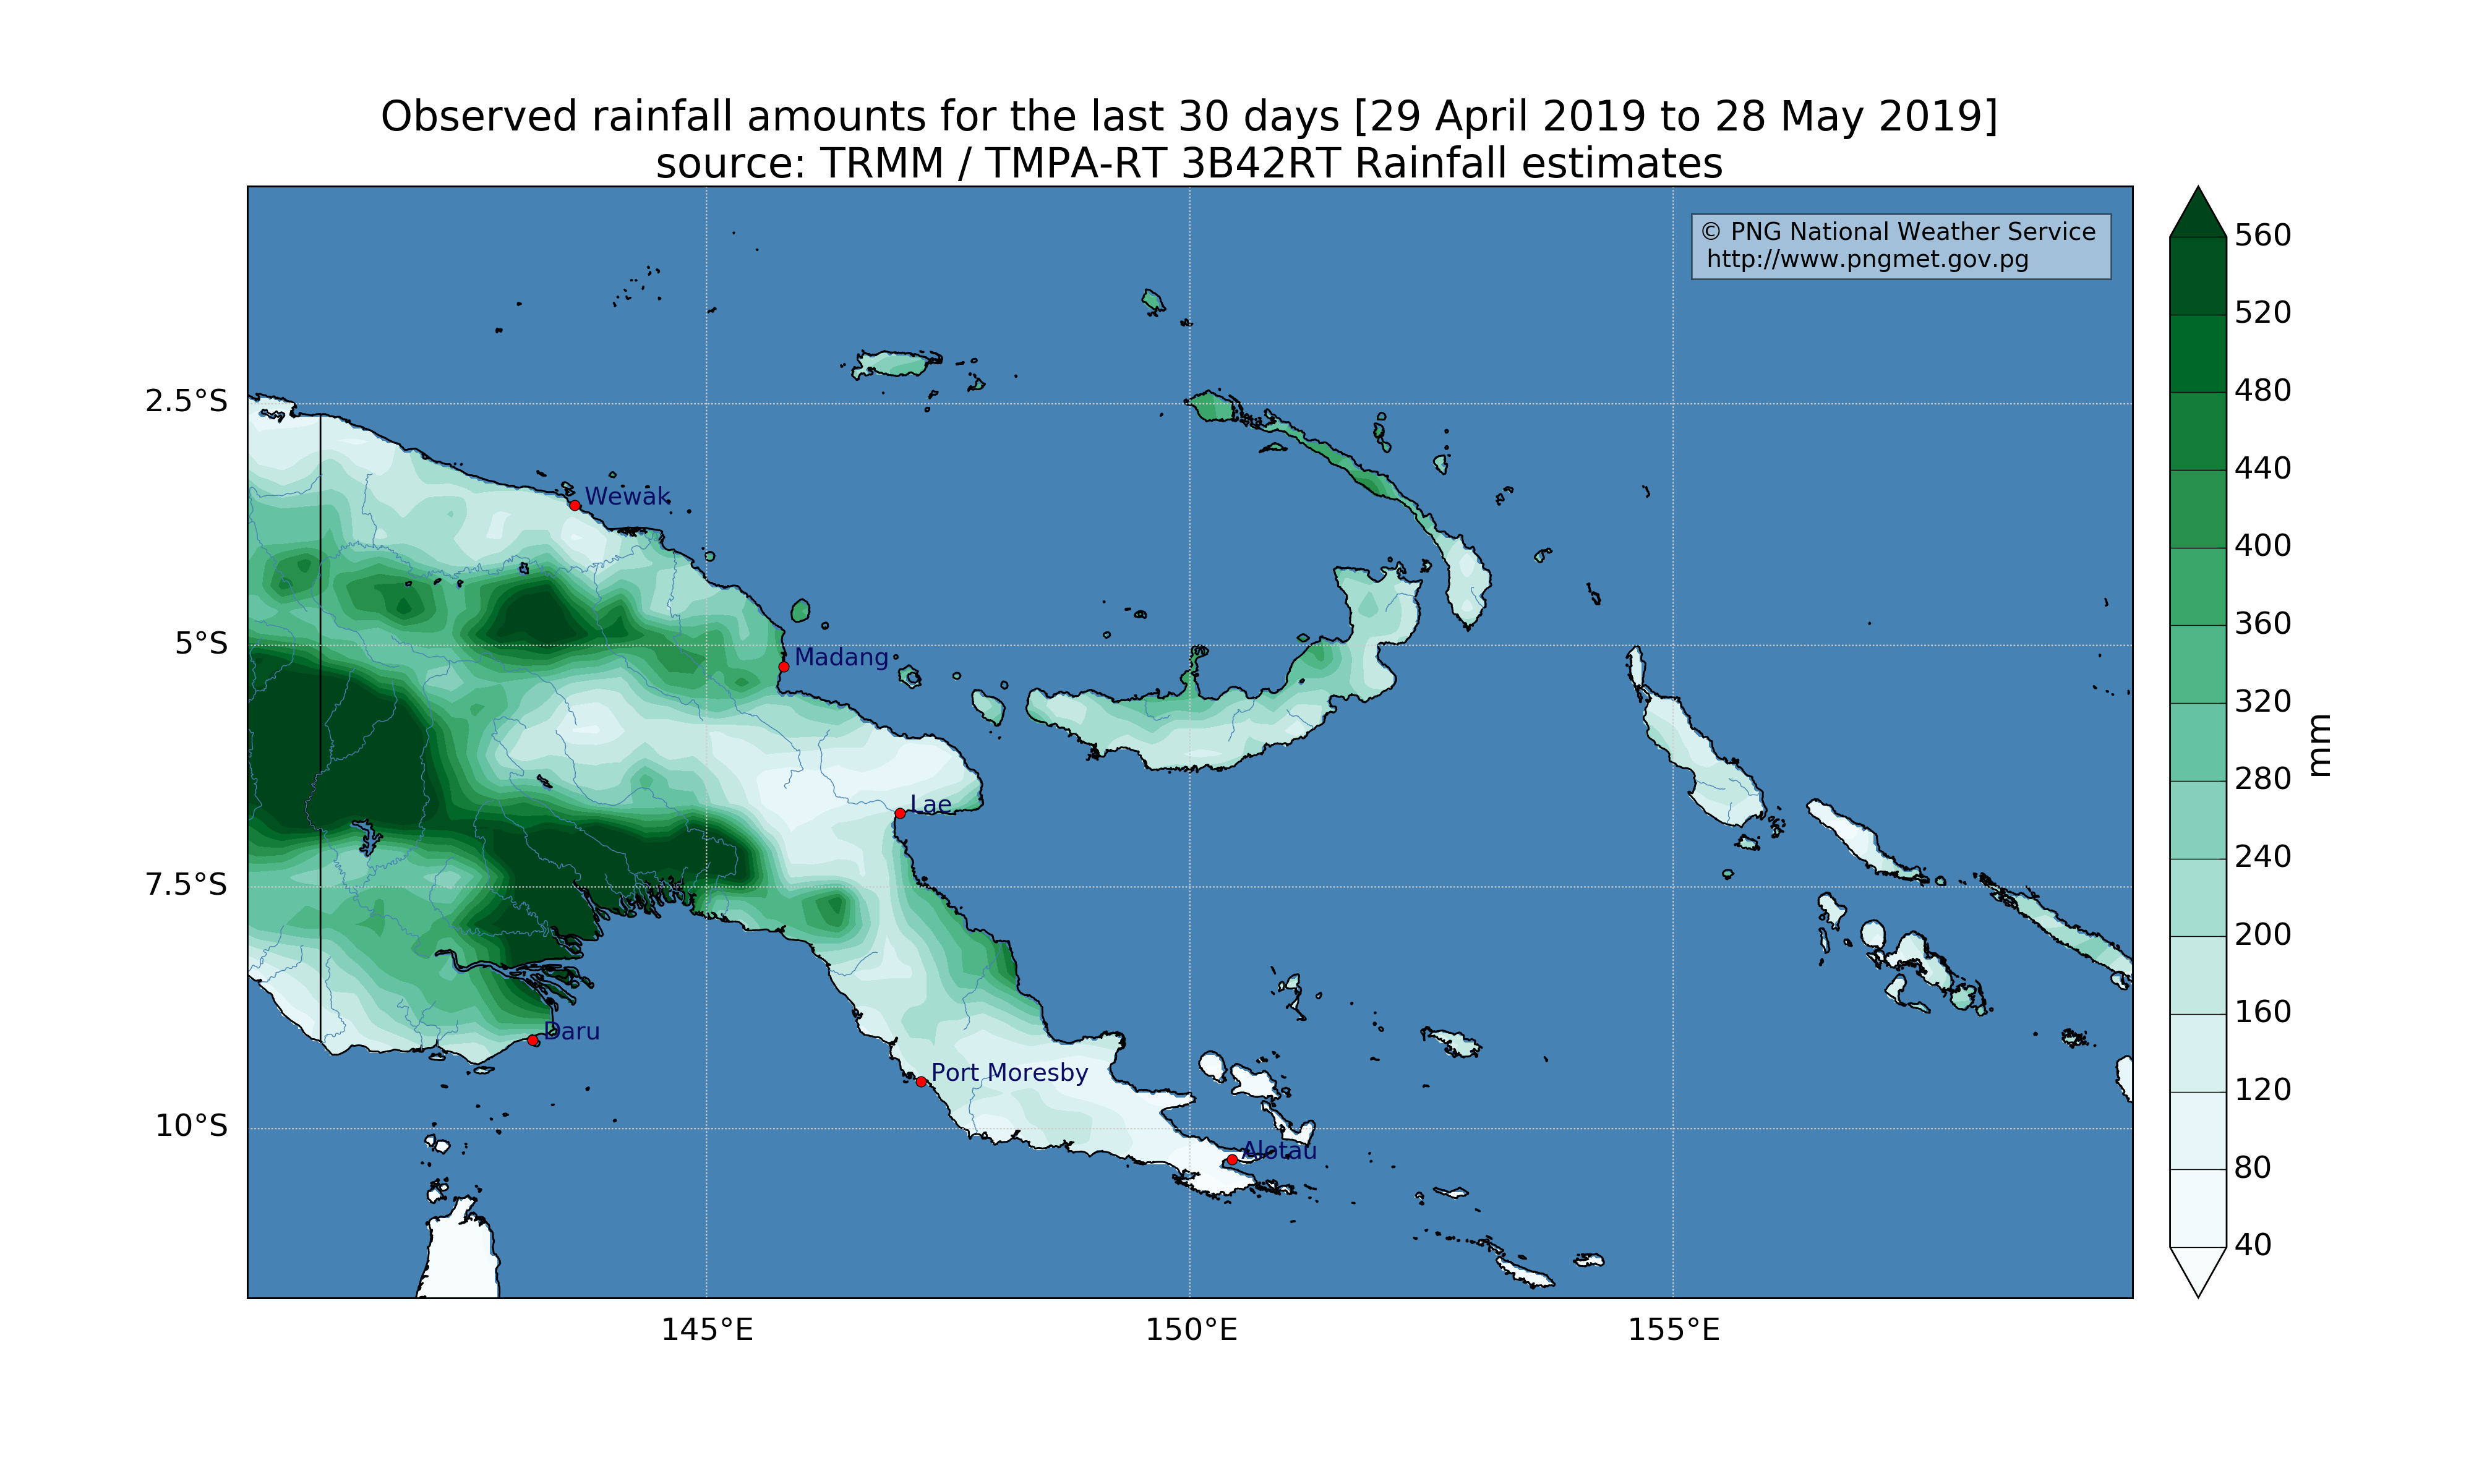 Observed rainfall amounts for the last 30 days [29 April 2019 to 28 May 2019]
source: TRMM / TMPA-RT 3B42RT Rainfall estimates
© PNG National Weather Service
http://www.pngmet.gov.pg
560
520
480
440
400
360
320
280
240
200
160
120
80
40
mm
2.5°S
5°S
7.5°S
10°S
Wewak
Madang
Lae
Daru
Port Moresby
Alotau
145°E
150°E
155°E